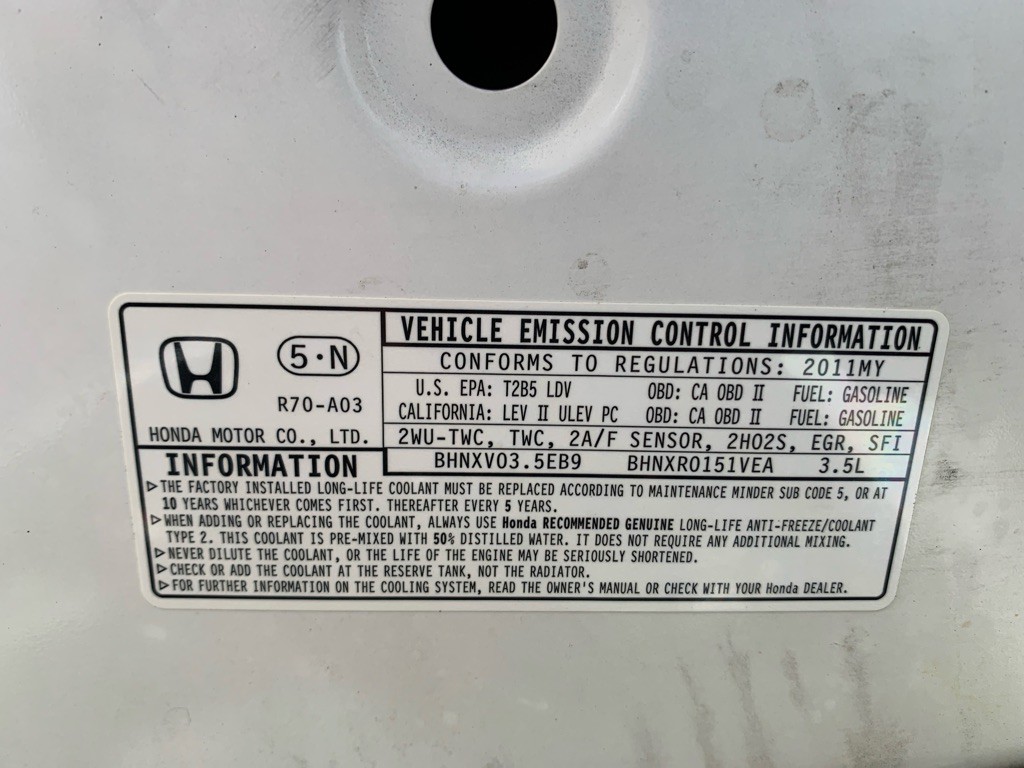 5·N
R70-A03
HONDA MOTOR CO., LTD.
VEHICLE EMISSION CONTROL INFORMATION
CONFORMS TO REGULATIONS: 2011MY
U.S. EPA: T2B5 LDV OBD: CA OBD II FUEL: GASOLINE
CALIFORNIA: LEV II ULEV PC OBD: CA OBD II FUEL: GASOLINE
2WU-TWC, TWC, 2A/F SENSOR, 2HO2S, EGR, SFI
BHNXV03.5EB9 BHNXR0151VEA 3.5L
INFORMATION
▷THE FACTORY INSTALLED LONG-LIFE COOLANT MUST BE REPLACED ACCORDING TO MAINTENANCE MINDER SUB CODE 5, OR AT
10 YEARS WHICHEVER COMES FIRST. THEREAFTER EVERY 5 YEARS.
▷WHEN ADDING OR REPLACING THE COOLANT, ALWAYS USE Honda RECOMMENDED GENUINE LONG-LIFE ANTI-FREEZE/COOLANT
TYPE 2. THIS COOLANT IS PRE-MIXED WITH 50% DISTILLED WATER. IT DOES NOT REQUIRE ANY ADDITIONAL MIXING.
▷NEVER DILUTE THE COOLANT, OR THE LIFE OF THE ENGINE MAY BE SERIOUSLY SHORTENED.
▷CHECK OR ADD THE COOLANT AT THE RESERVE TANK, NOT THE RADIATOR.
▷FOR FURTHER INFORMATION ON THE COOLING SYSTEM, READ THE OWNER'S MANUAL OR CHECK WITH YOUR Honda DEALER.